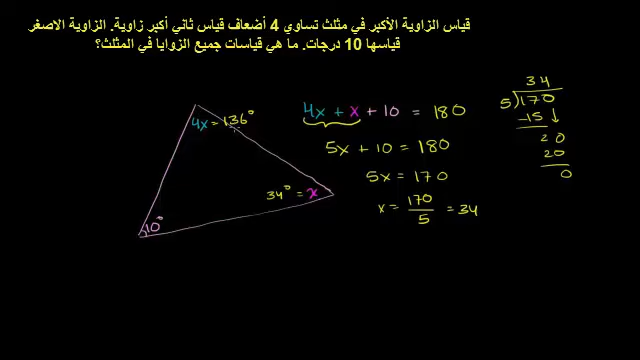 قياس الزاوية الأكبر في مثلث تساوي 4 أضعاف قياس ثاني أكبر زاوية. الزاوية الاصغر
قياسها 10 درجات. ما هي قياسات جميع الزوايا في المثلث؟
4x = 136°
34° = x
10°
4x + x + 10 = 180
5x + 10 = 180
5x = 170
x = 170/5 = 34
34
5)170
-15↓
20
20
0